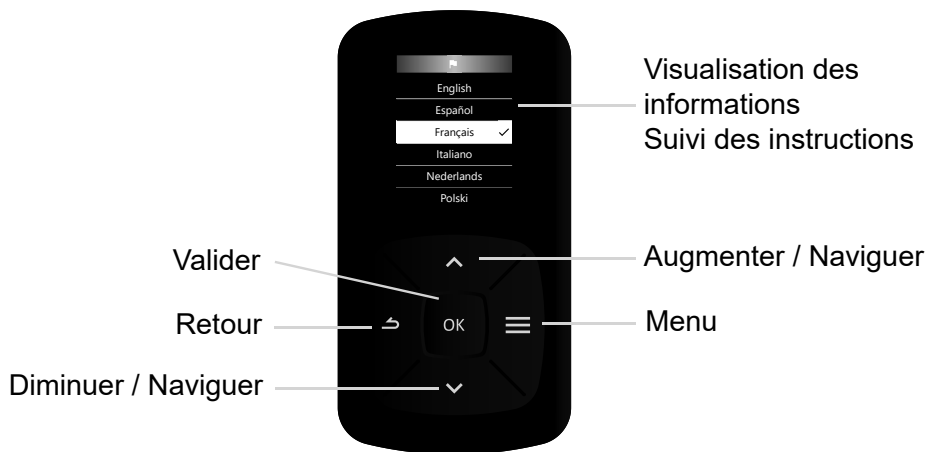 English
Español
Français
Italiano
Nederlands
Polski
Visualisation des
informations
Suivi des instructions
Valider
Augmenter / Naviguer
Retour
OK
Menu
Diminuer / Naviguer